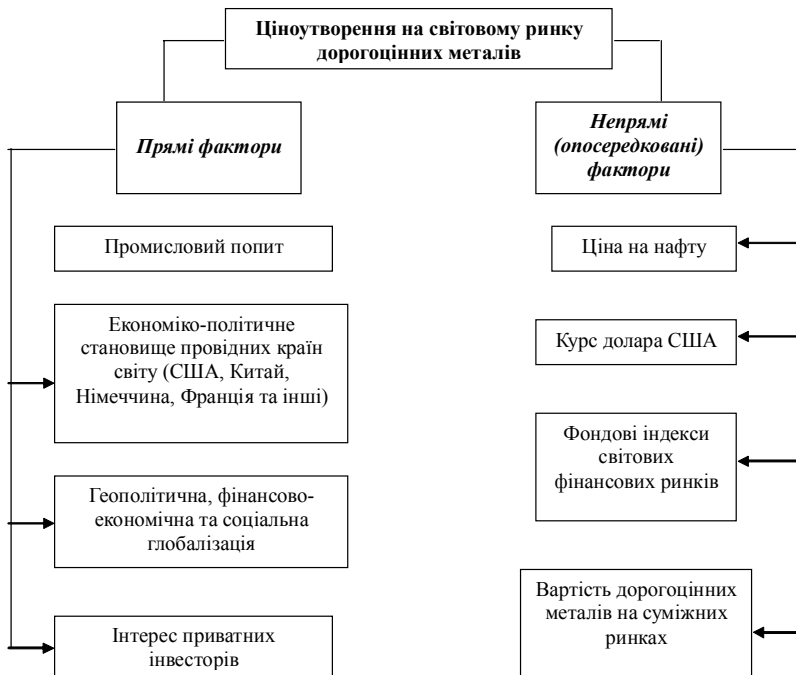 Ціноутворення на світовому ринку
дорогоцінних металів
Прямі фактори
Непрямі
(опосередковані)
фактори
Промисловий попит
Ціна на нафту
Економіко-політичне
становище провідних країн
світу (США, Китай,
Німеччина, Франція та інші)
Курс долара США
Фондові індекси
світових
фінансових ринків
Геополітична, фінансово-
економічна та соціальна
глобалізація
Вартість дорогоцінних
металів на суміжних
ринках
Інтерес приватних
інвесторів